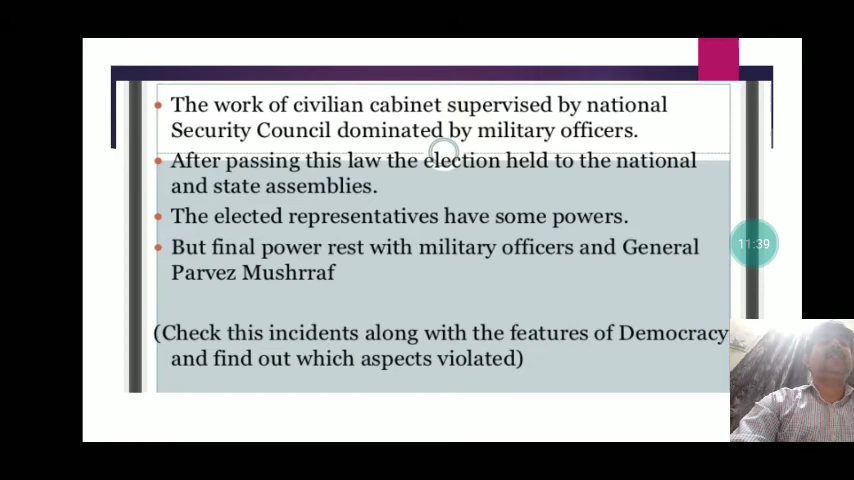 • The work of civilian cabinet supervised by national
Security Council dominated by military officers.
• After passing this law the election held to the national
and state assemblies.
• The elected representatives have some powers.
• But final power rest with military officers and General
Parvez Mushrraf
11:39
(Check this incidents along with the features of Democracy
and find out which aspects violated)